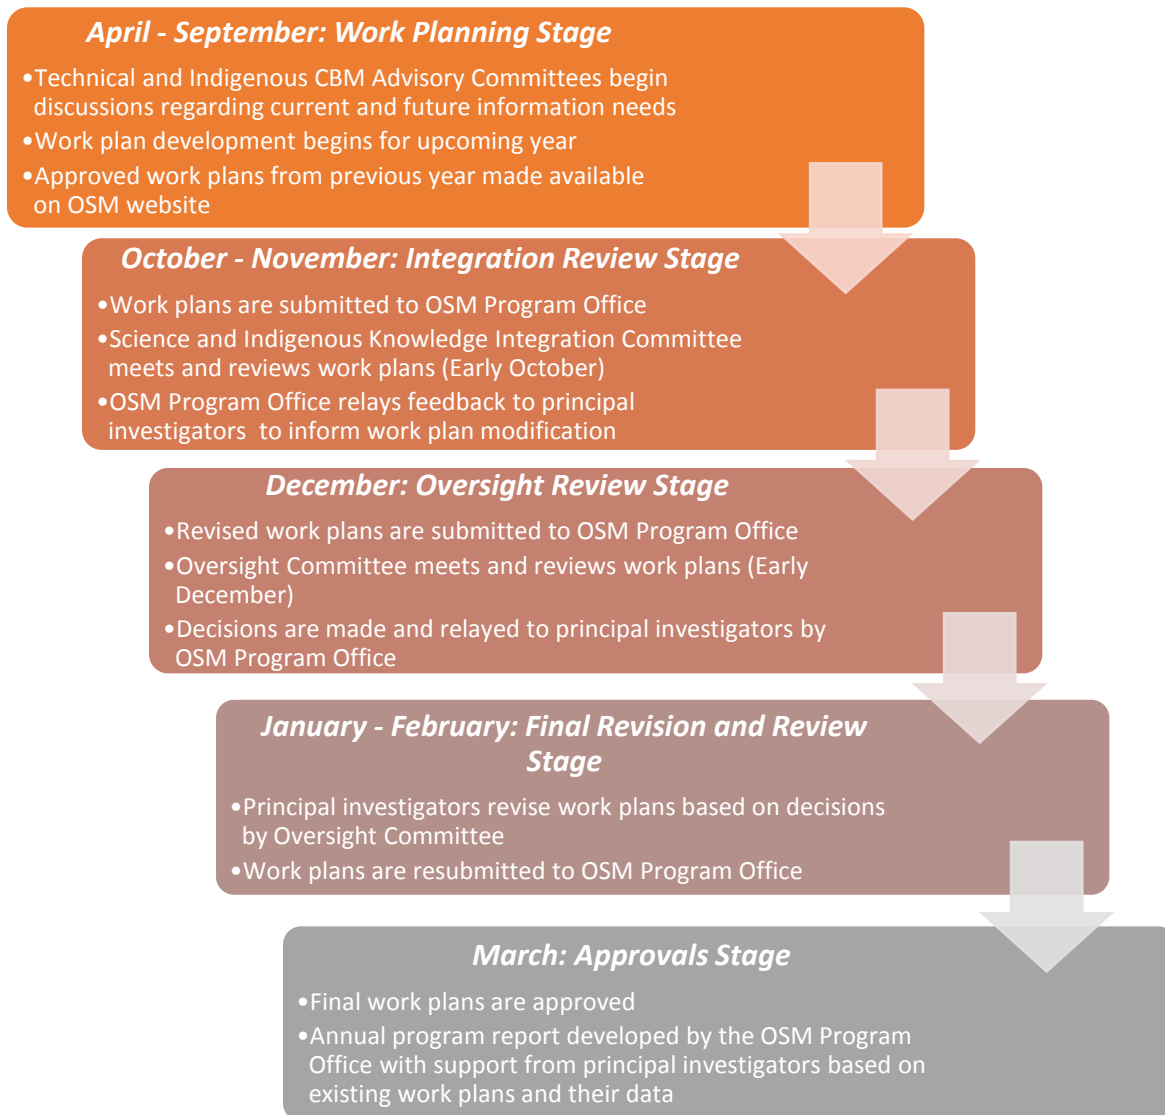 April - September: Work Planning Stage
•Technical and Indigenous CBM Advisory Committees begin
discussions regarding current and future information needs
•Work plan development begins for upcoming year
•Approved work plans from previous year made available
on OSM website
October - November: Integration Review Stage
•Work plans are submitted to OSM Program Office
•Science and Indigenous Knowledge Integration Committee
meets and reviews work plans (Early October)
•OSM Program Office relays feedback to principal
investigators  to inform work plan modification
December: Oversight Review Stage
•Revised work plans are submitted to OSM Program Office
•Oversight Committee meets and reviews work plans (Early
December)
•Decisions are made and relayed to principal investigators by
OSM Program Office
January - February: Final Revision and Review
Stage
•Principal investigators revise work plans based on decisions
by Oversight Committee
•Work plans are resubmitted to OSM Program Office
March: Approvals Stage
•Final work plans are approved
•Annual program report developed by the OSM Program
Office with support from principal investigators based on
existing work plans and their data